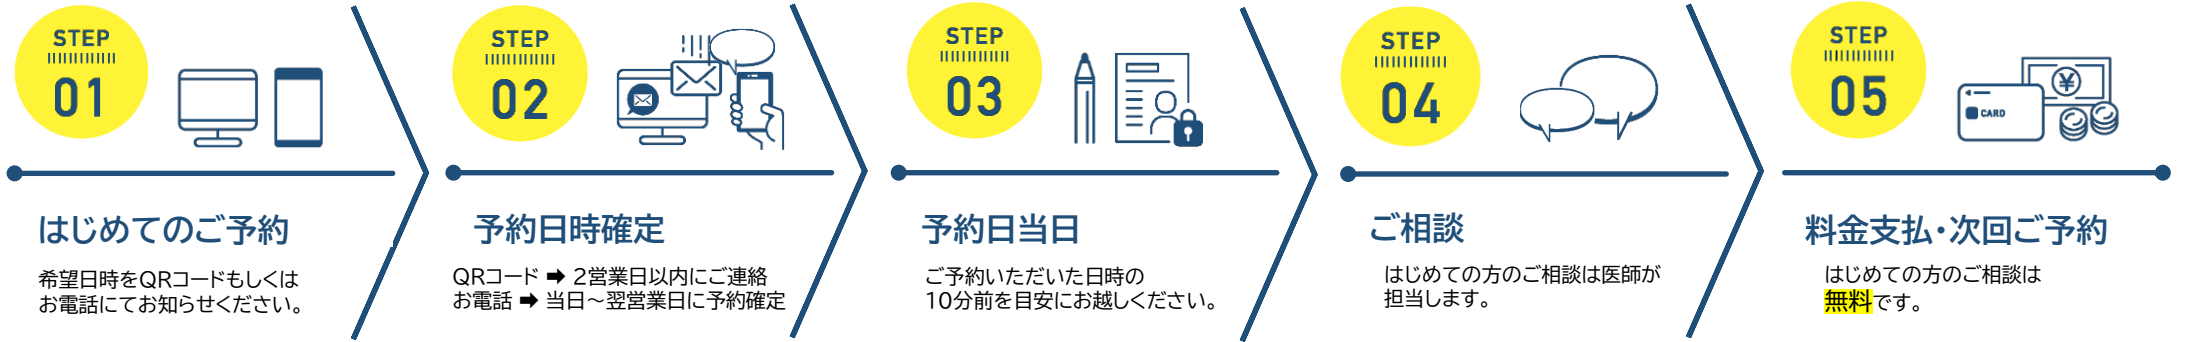 STEP
01
はじめてのご予約
希望日時をQRコードもしくは
お電話にてお知らせください。
STEP
02
予約日時確定
QRコード ➡ 2営業日以内にご連絡
お電話 ➡ 当日～翌営業日に予約確定
STEP
03
予約日当日
ご予約いただいた日時の
10分前を目安にお越しください。
STEP
04
ご相談
はじめての方のご相談は医師が
担当します。
STEP
05
¥
CARD
料金支払・次回ご予約
はじめての方のご相談は
無料です。